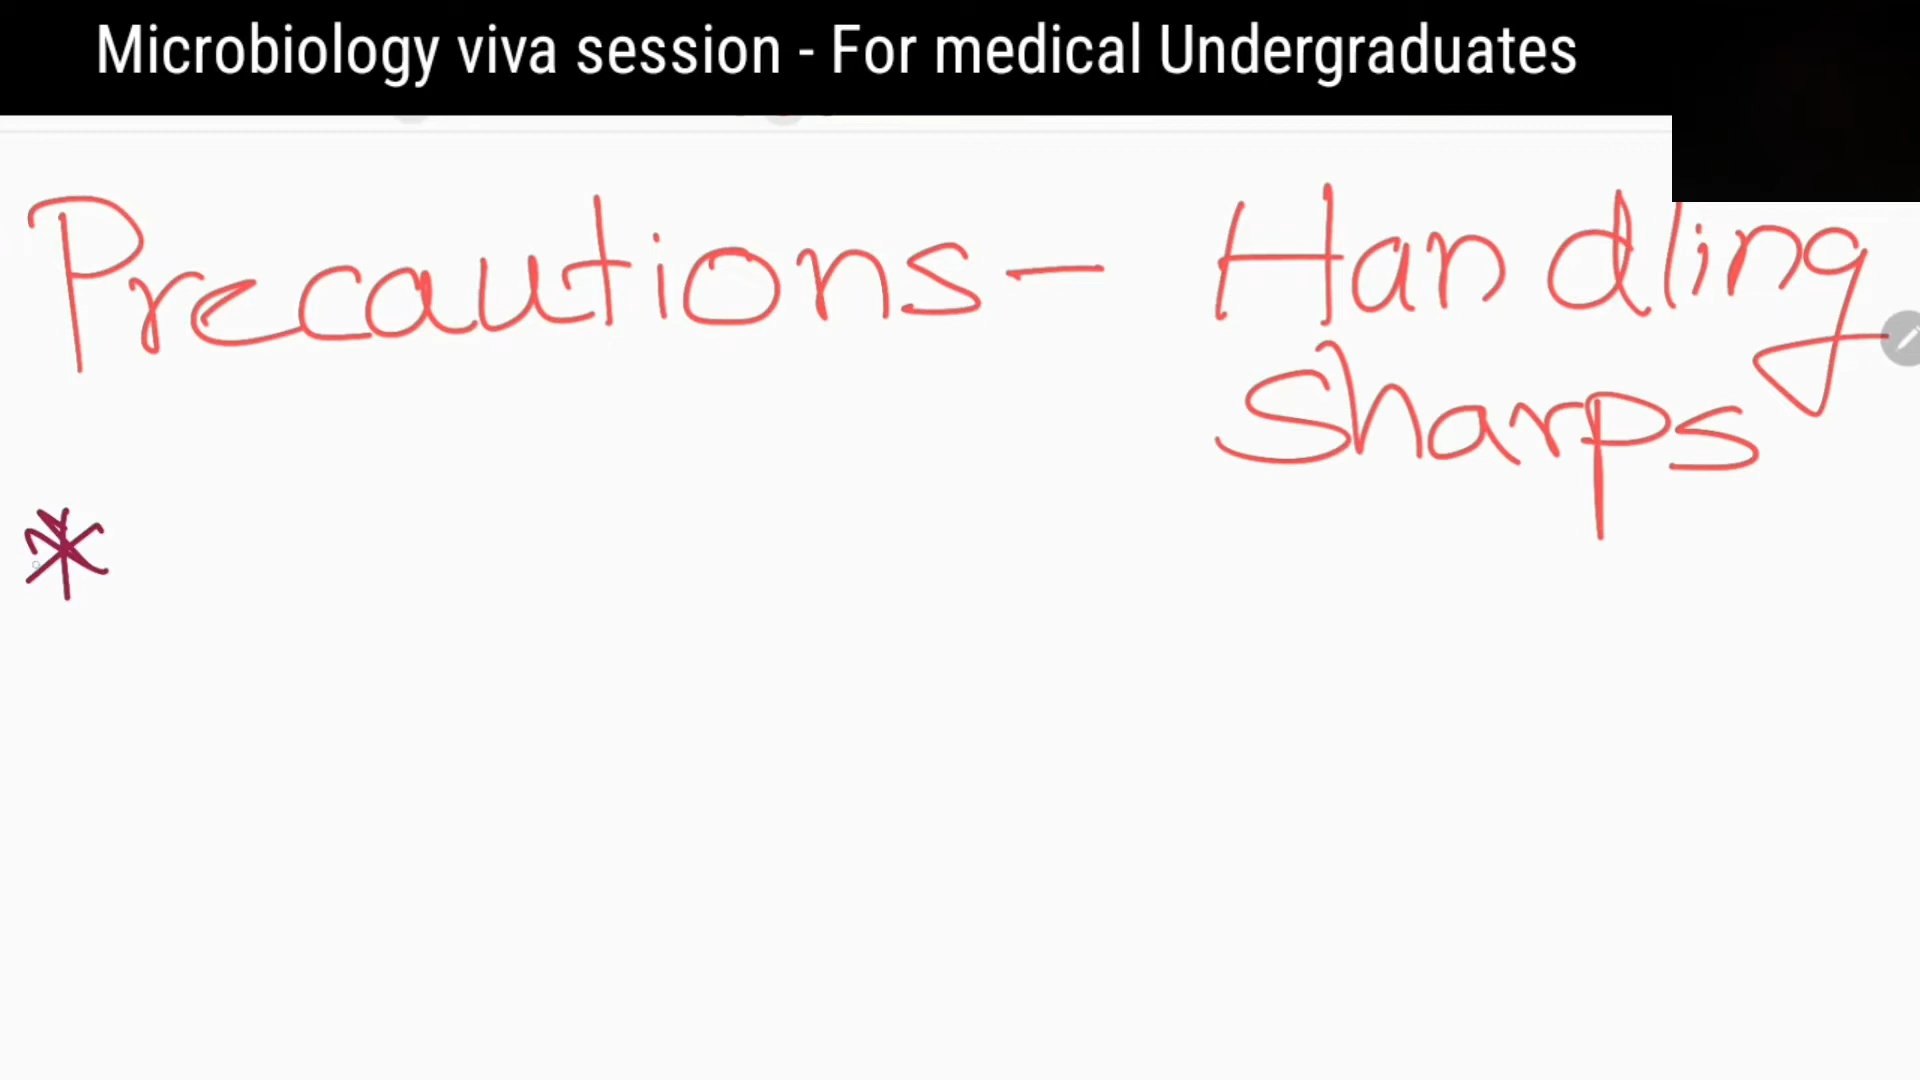 Microbiology viva session - For medical Undergraduates
Precautions- Handling
Sharps
*